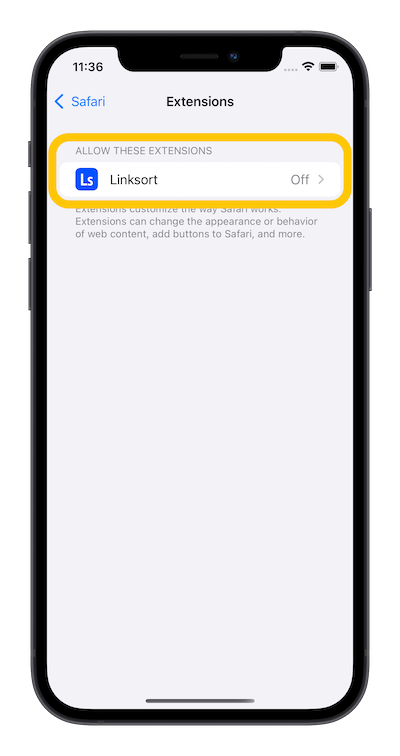 11:36
Safari
Extensions
ALLOW THESE EXTENSIONS
Ls Linksort Off
Extensions customize the way Safari works.
Extensions can change the appearance or behavior
of web content, add buttons to Safari, and more.